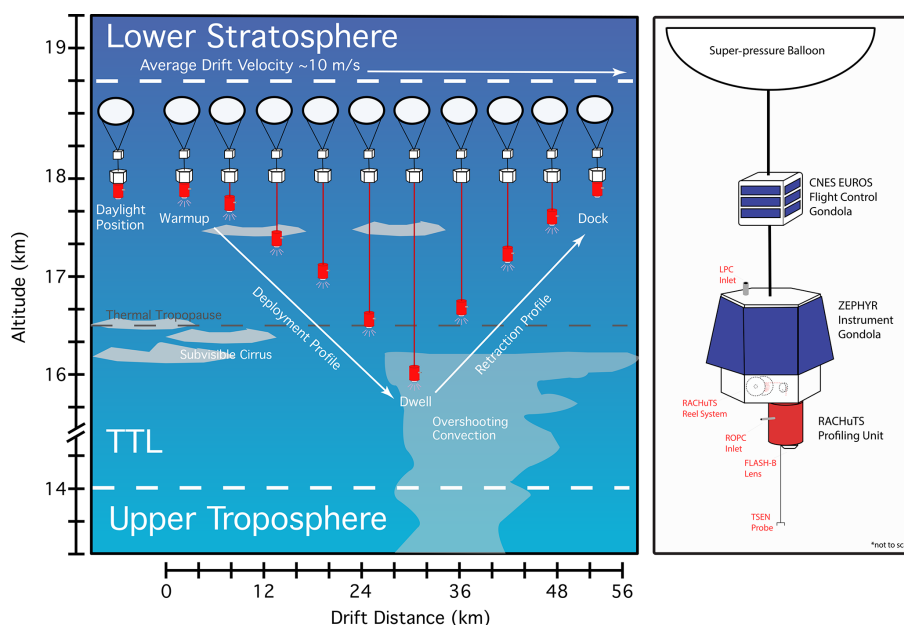 Lower Stratosphere
Average Drift Velocity ~10 m/s
19
18
17
16
14
Altitude (km)
Daylight
Position
Warmup
Dock
Deployment Profile
Retraction Profile
Thermal Tropopause
Subvisible Cirrus
Dwell
Overshooting
Convection
TTL
Upper Troposphere
0
12
24
36
48
56
Drift Distance (km)
Super-pressure Balloon
CNES EUROS
Flight Control
Gondola
LPC
Inlet
ZEPHYR
Instrument
Gondola
RACHuTS
Reel System
RACHuTS
Profiling Unit
ROPC
Inlet
FLASH-B
Lens
TSEN
Probe
*not to sc